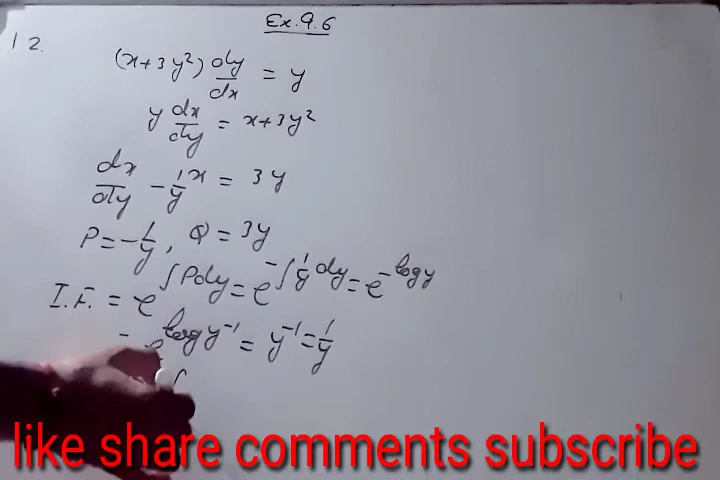 Ex. 9.6
12.
(x+3y²) dy/dx = y
y dx/dy = x+3y²
dx/dy - 1/y x = 3y
P = -1/y, Q = 3y
I.F. = e^∫Pdy = e^-∫1/y dy = e^-log y
= e^log y⁻¹ = y⁻¹ = 1/y
like share comments subscribe